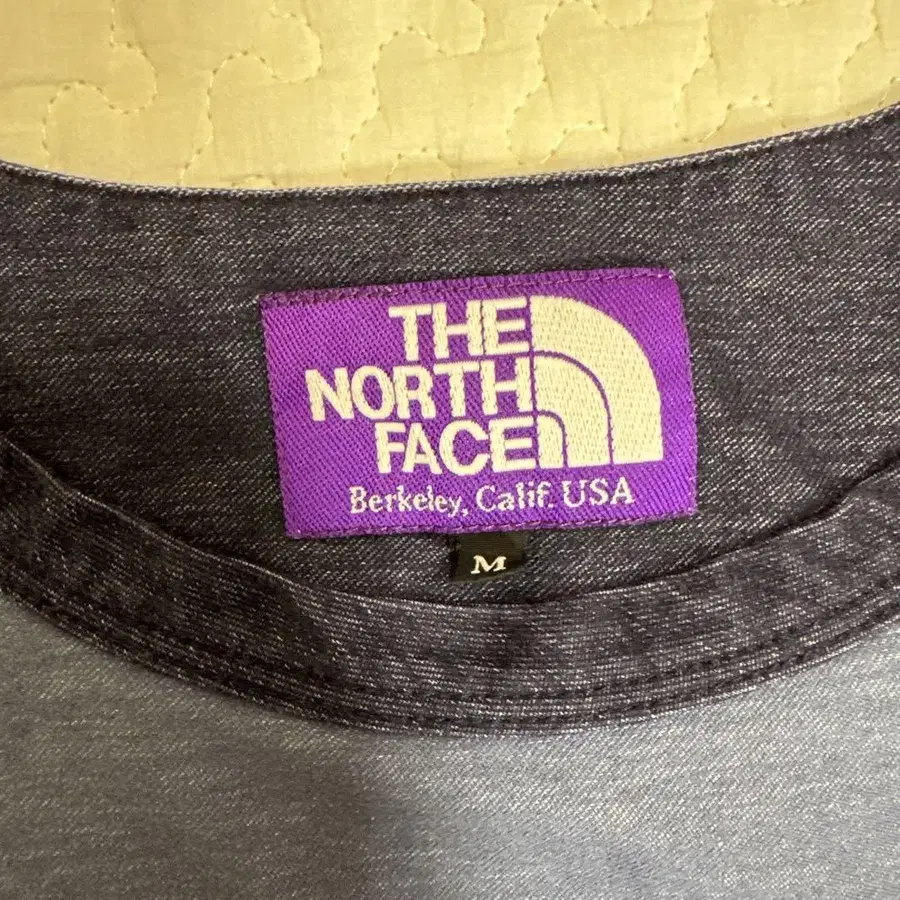 THE
NORTH
FACE
Berkeley, Calif. USA
M